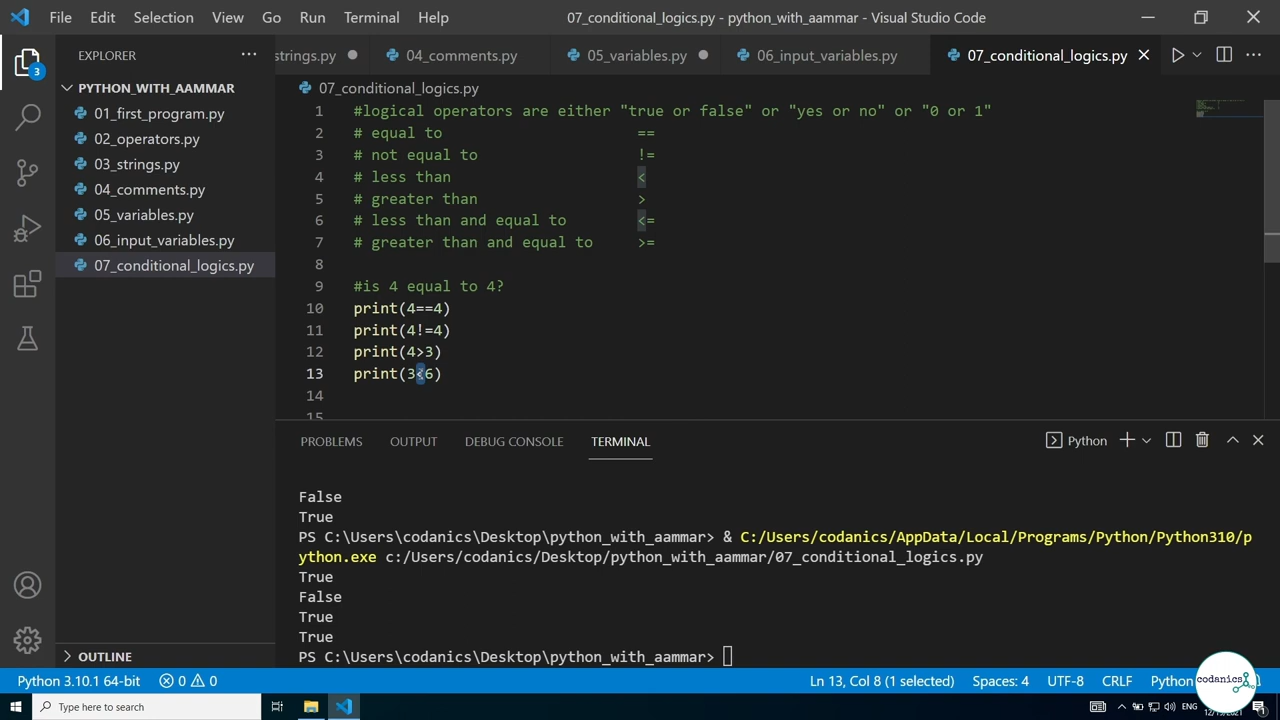 File Edit Selection View Go Run Terminal Help 07_conditional_logics.py - python_with_aammar - Visual Studio Code
EXPLORER
strings.py 04_comments.py 05_variables.py 06_input_variables.py 07_conditional_logics.py
3
PYTHON_WITH_AAMMAR
01_first_program.py
02_operators.py
03_strings.py
04_comments.py
05_variables.py
06_input_variables.py
07_conditional_logics.py
OUTLINE
07_conditional_logics.py
1 #logical operators are either "true or false" or "yes or no" or "0 or 1"
2 # equal to ==
3 # not equal to !=
4 # less than <
5 # greater than >
6 # less than and equal to <=
7 # greater than and equal to >=
8
9 #is 4 equal to 4?
10 print(4==4)
11 print(4!=4)
12 print(4>3)
13 print(3<6)
14
15
PROBLEMS OUTPUT DEBUG CONSOLE TERMINAL Python
False
True
PS C:\Users\codanics\Desktop\python_with_aammar> & C:/Users/codanics/AppData/Local/Programs/Python/Python310/p
ython.exe c:/Users/codanics/Desktop/python_with_aammar/07_conditional_logics.py
True
False
True
True
PS C:\Users\codanics\Desktop\python_with_aammar>
Python 3.10.1 64-bit 0 0 Ln 13, Col 8 (1 selected) Spaces: 4 UTF-8 CRLF Python
codanics
Type here to search ENG